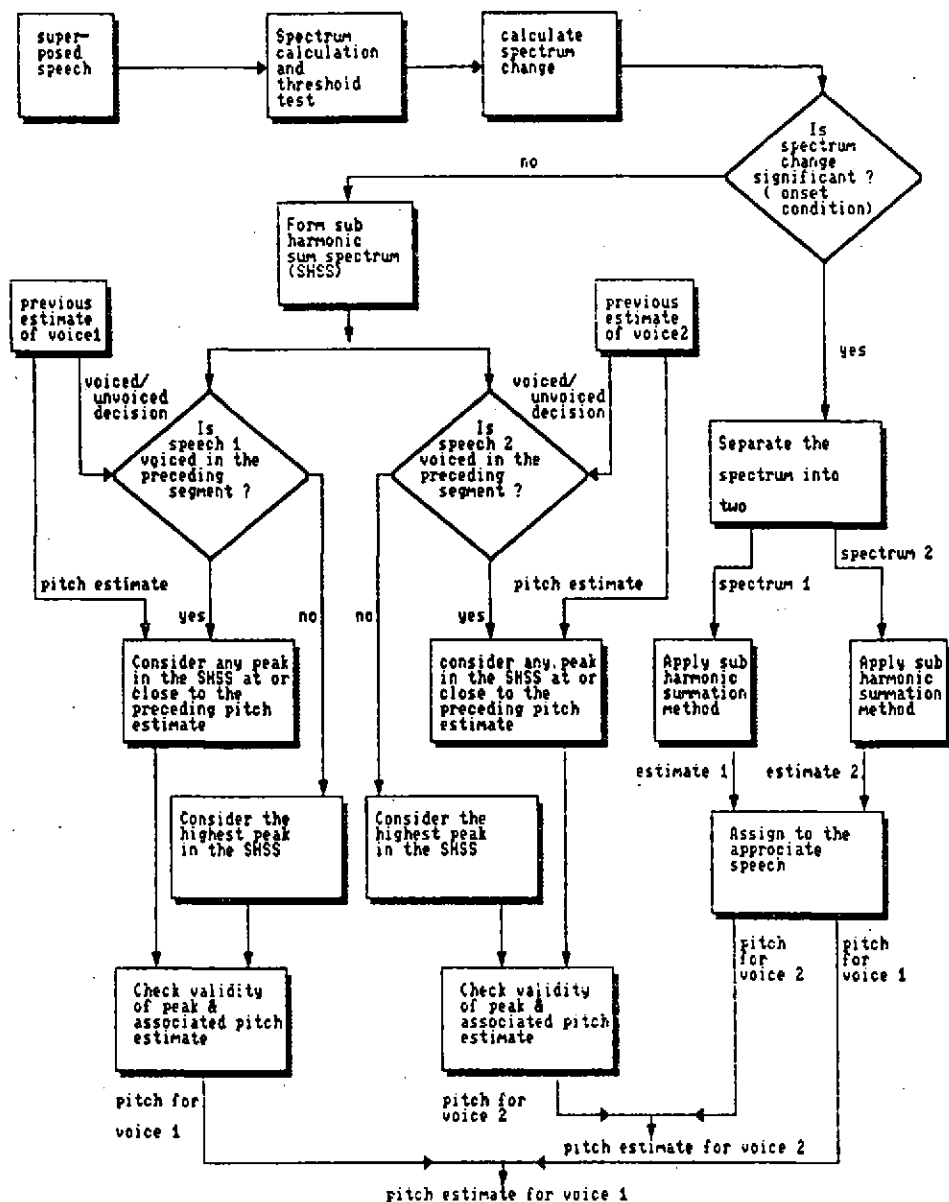 super-
posed
speech
Spectrum
calculation
and
threshold
test
calculate
spectrum
change
Is
spectrum
change
significant ?
( onset
condition)
no
Form sub
harmonic
sum spectrum
(SHSS)
previous
estimate
of voice1
previous
estimate
of voice2
yes
voiced/
unvoiced
decision
voiced/
unvoiced
decision
Is
speech 1
voiced in the
preceding
segment ?
Is
speech 2
voiced in the
preceding
segment ?
Separate the
spectrum into
two
spectrum 1
spectrum 2
pitch estimate
yes
no
no
yes
pitch estimate
Consider any peak
in the SHSS at or
close to the
preceding pitch
estimate
consider any peak
in the SHSS at or
close to the
preceding pitch
estimate
Apply sub
harmonic
summation
method
Apply sub
harmonic
summation
method
estimate 1
estimate 2
Consider the
highest peak
in the SHSS
Consider the
highest peak
in the SHSS
Assign to the
approciate
speech
pitch
for
voice 2
pitch
for
voice 1
Check validity
of peak &
associated pitch
estimate
Check validity
of peak &
associated pitch
estimate
pitch for
voice 1
pitch for
voice 2
pitch estimate for voice 2
pitch estimate for voice 1